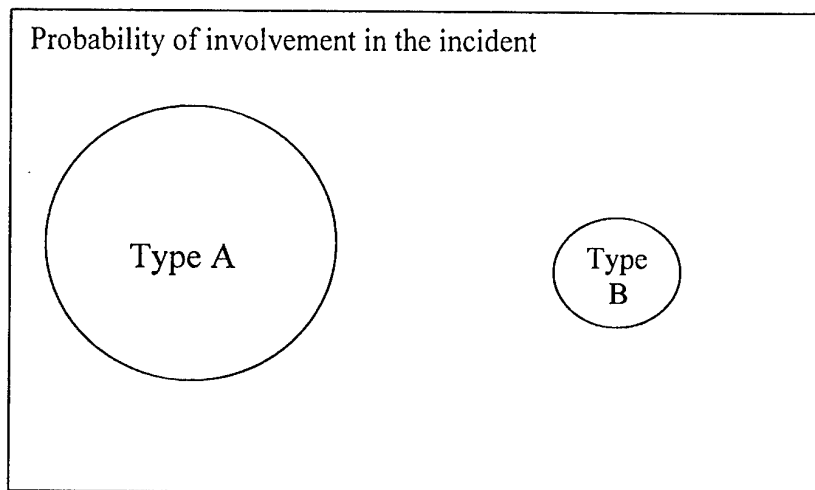 Probability of involvement in the incident
Type A
Type
B